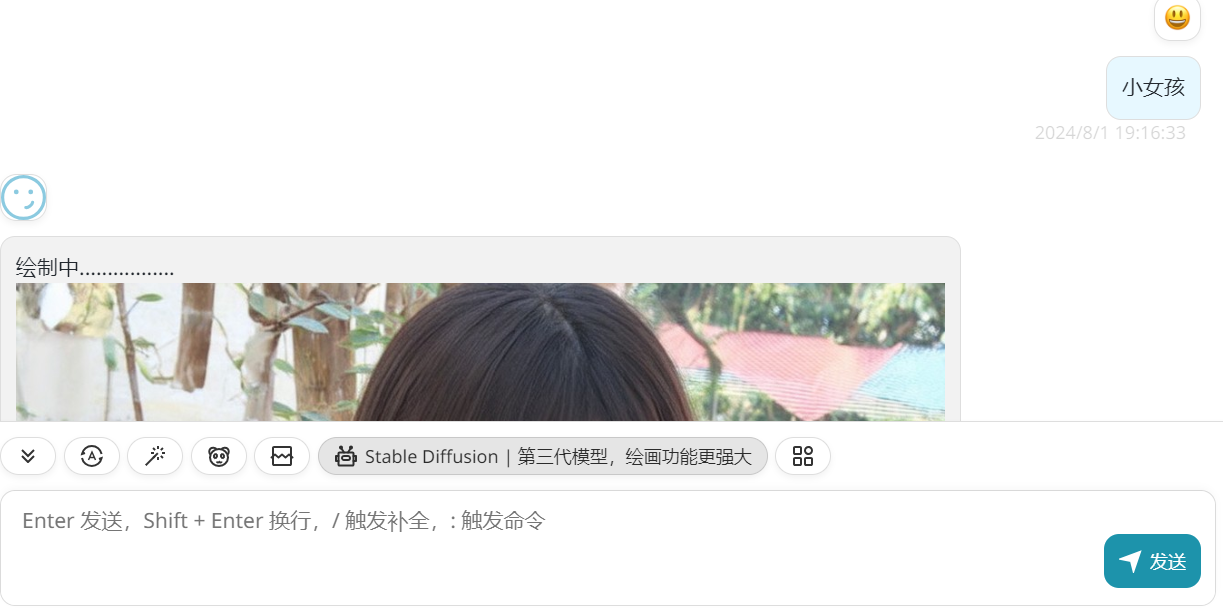 小女孩
2024/8/1 19:16:33
绘制中.................
Stable Diffusion | 第三代模型，绘画功能更强大
Enter 发送，Shift + Enter 换行，/ 触发补全，: 触发命令
发送